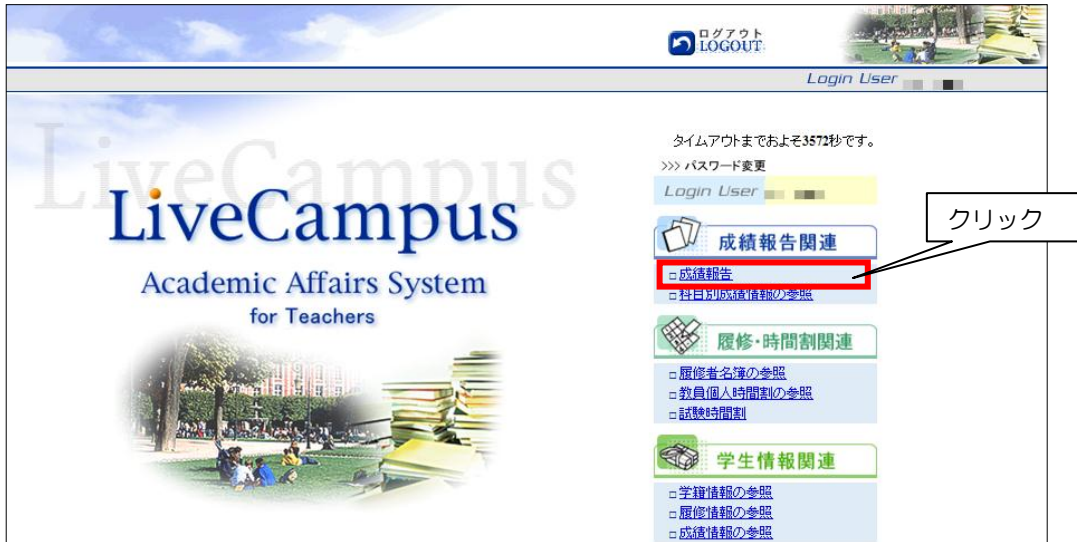 ログアウト
LOGOUT
Login User
タイムアウトまでおよそ3572秒です。
>>> パスワード変更
Login User
LiveCampus
LiveCampus
Academic Affairs System
for Teachers
クリック
成績報告関連
成績報告
科目別成績情報の参照
履修・時間割関連
履修者名簿の参照
教員個人時間割の参照
試験時間割
学生情報関連
学籍情報の参照
履修情報の参照
成績情報の参照